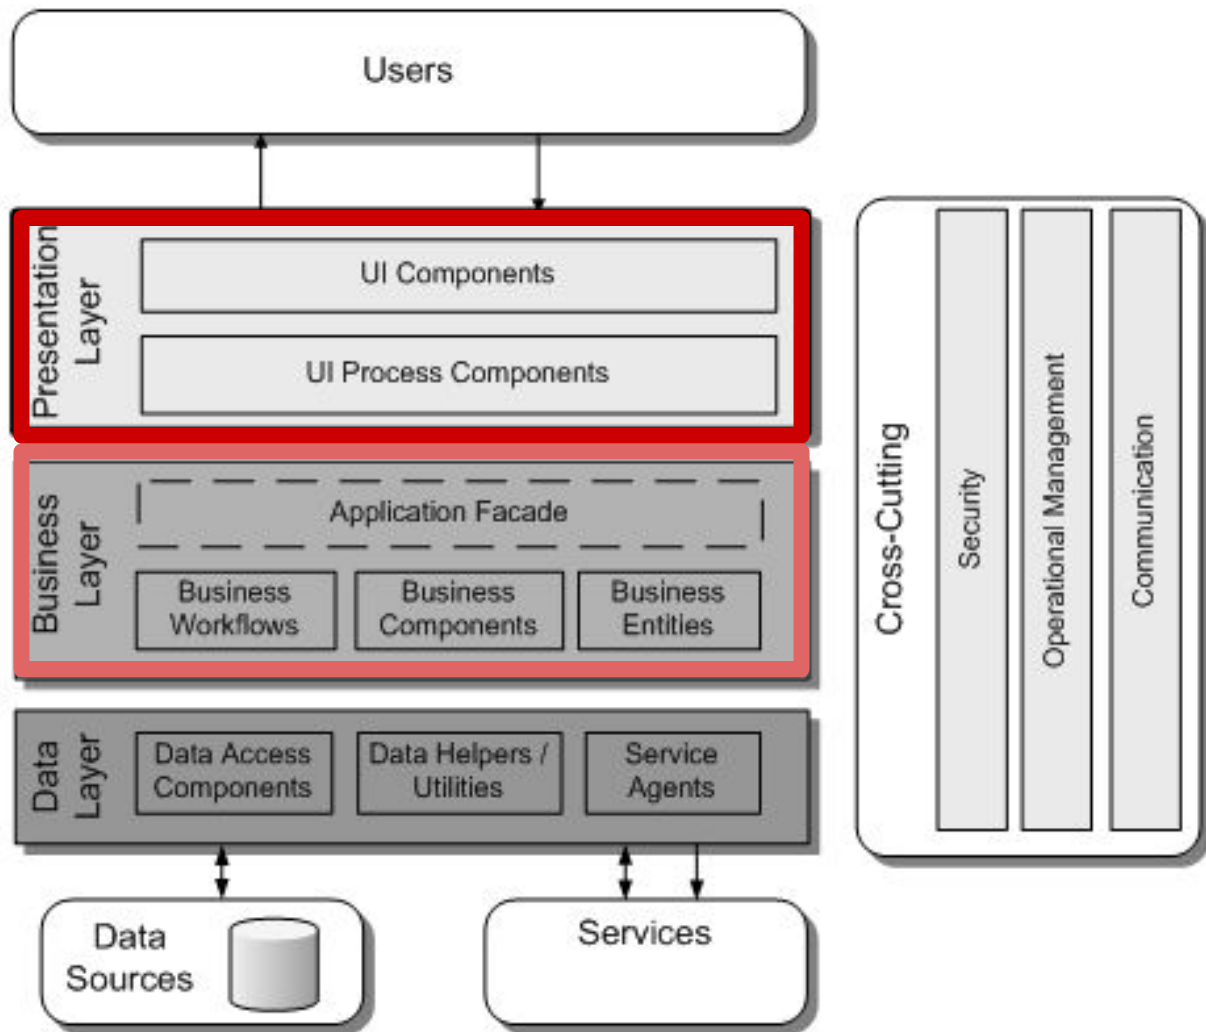 Users
Presentation
Layer
UI Components
UI Process Components
Business
Layer
Application Facade
Business
Workflows
Business
Components
Business
Entities
Data
Layer
Data Access
Components
Data Helpers /
Utilities
Service
Agents
Data
Sources
Services
Cross-Cutting
Security
Operational Management
Communication